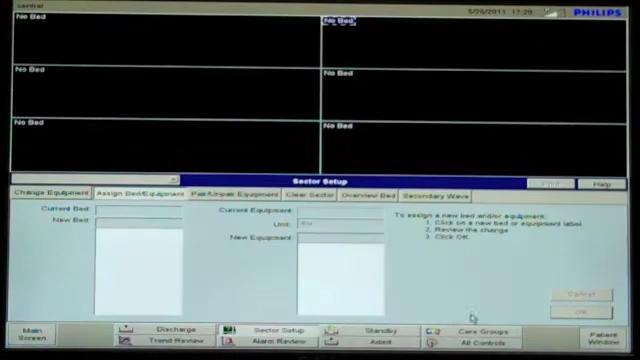 central
5/26/2011 17:29
PHILIPS
No Bed
No Bed
No Bed
No Bed
No Bed
No Bed
Sector Setup
Help
Change Equipment
Assign Bed/Equipment
Pair/Unpair Equipment
Clear Sector
Overview Bed
Secondary Wave
Current Bed:
New Bed:
Current Equipment
Unit:
New Equipment:
To assign a new bed and/or equipment:
1. Click on a new bed or equipment label
2. Review the change
3. Click OK.
Cancel
OK
Main Screen
Discharge
Sector Setup
Standby
Care Groups
Patient Window
Trend Review
Alarm Review
Admit
All Controls